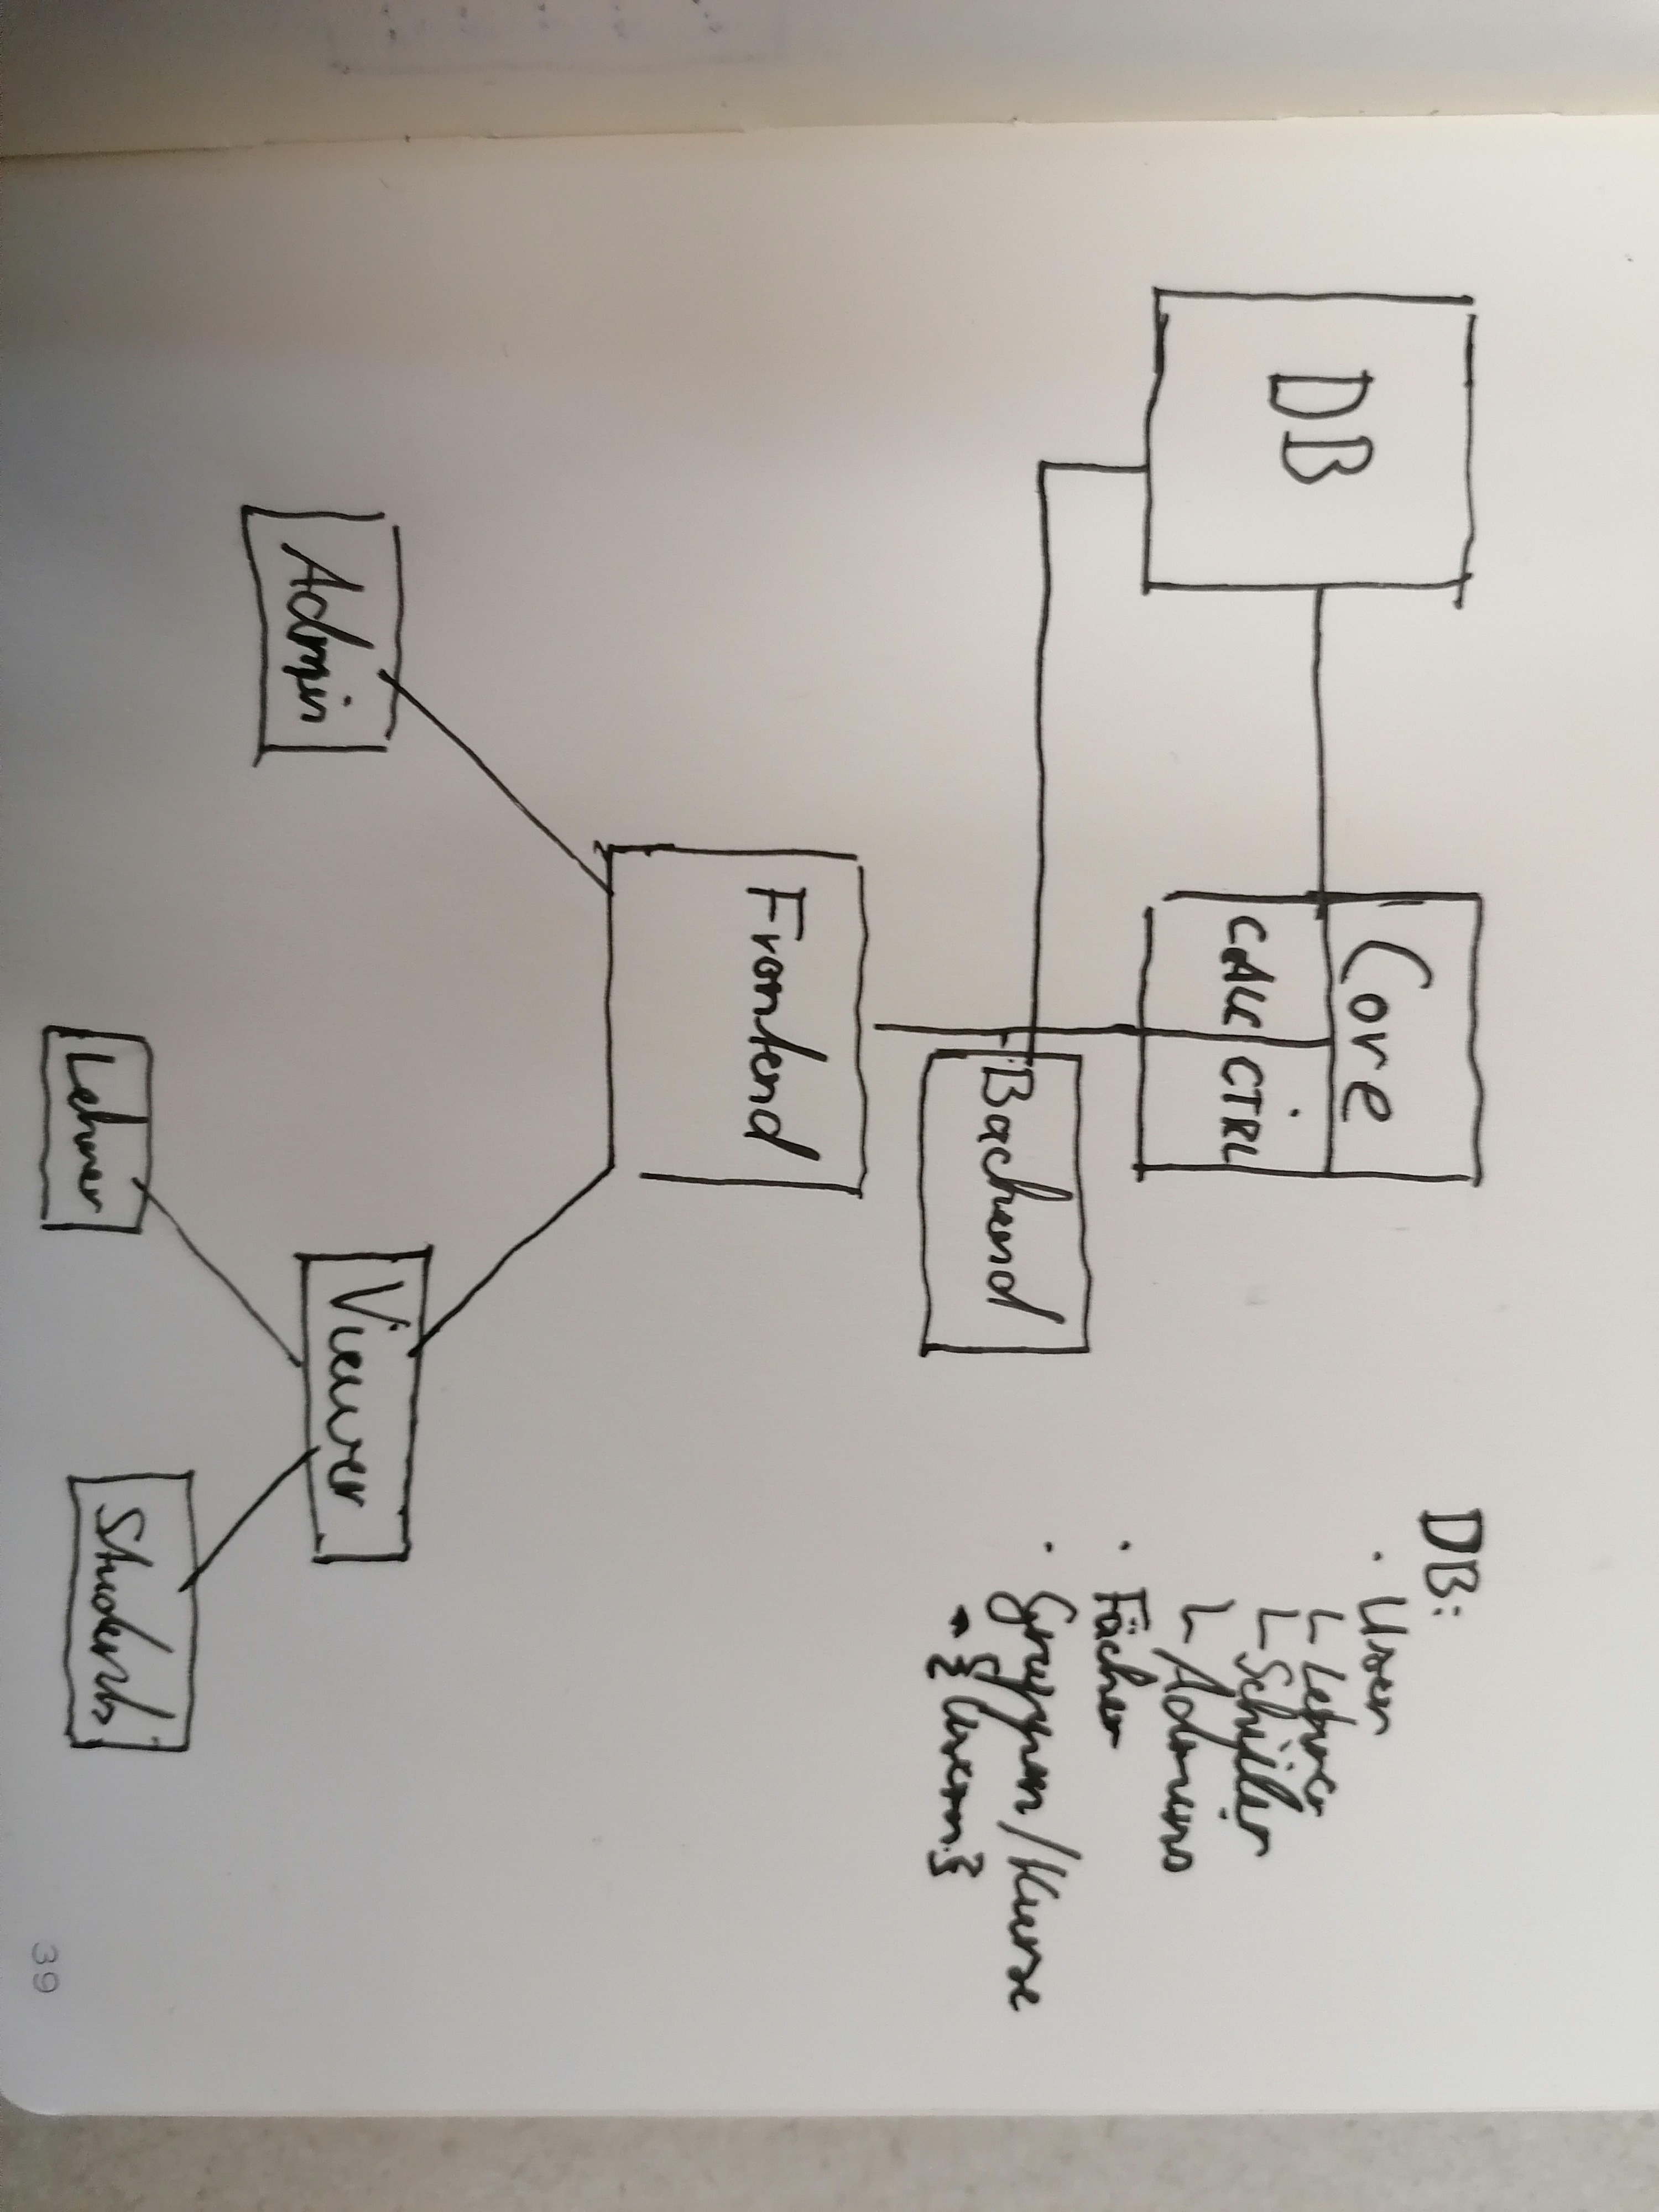 DB
Core
CALC CTRL
Backend
Frontend
Admin
Viewer
Lehrer
Students
DB:
· User
L Lehrer
L Schüler
L Admins
· Fächer
· Gruppen/Kurse
39